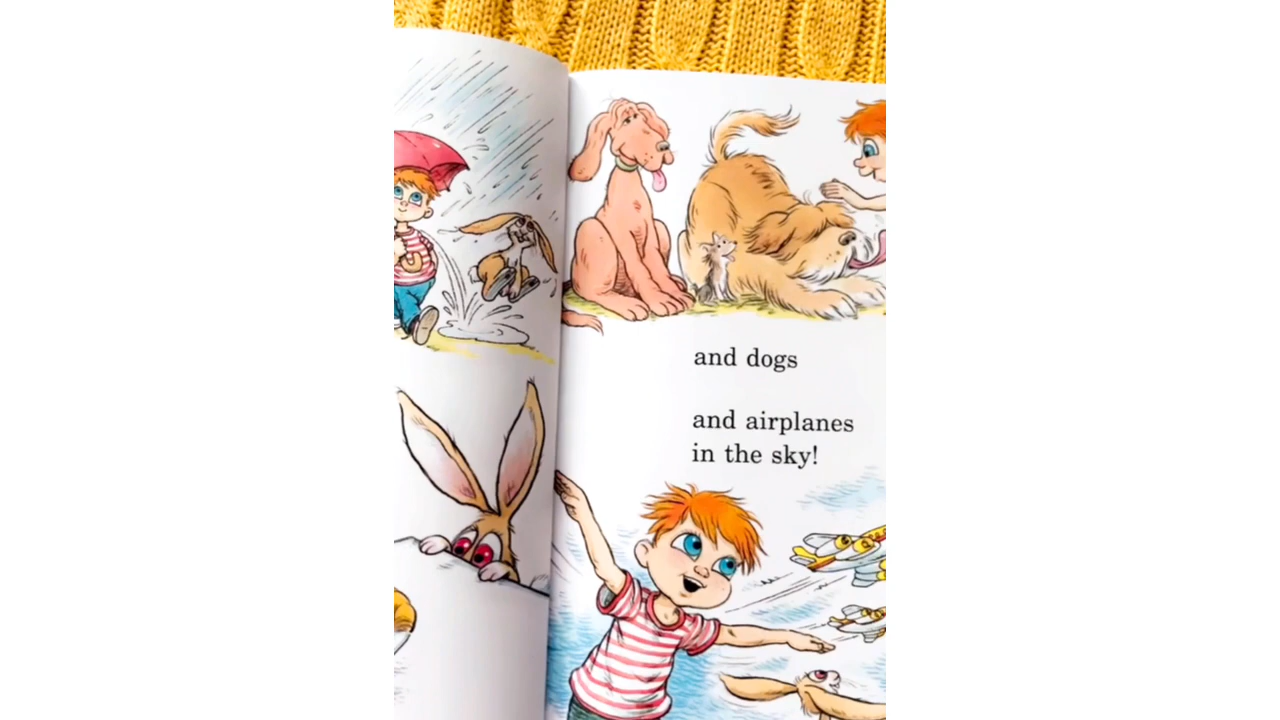 and dogs
and airplanes
in the sky!